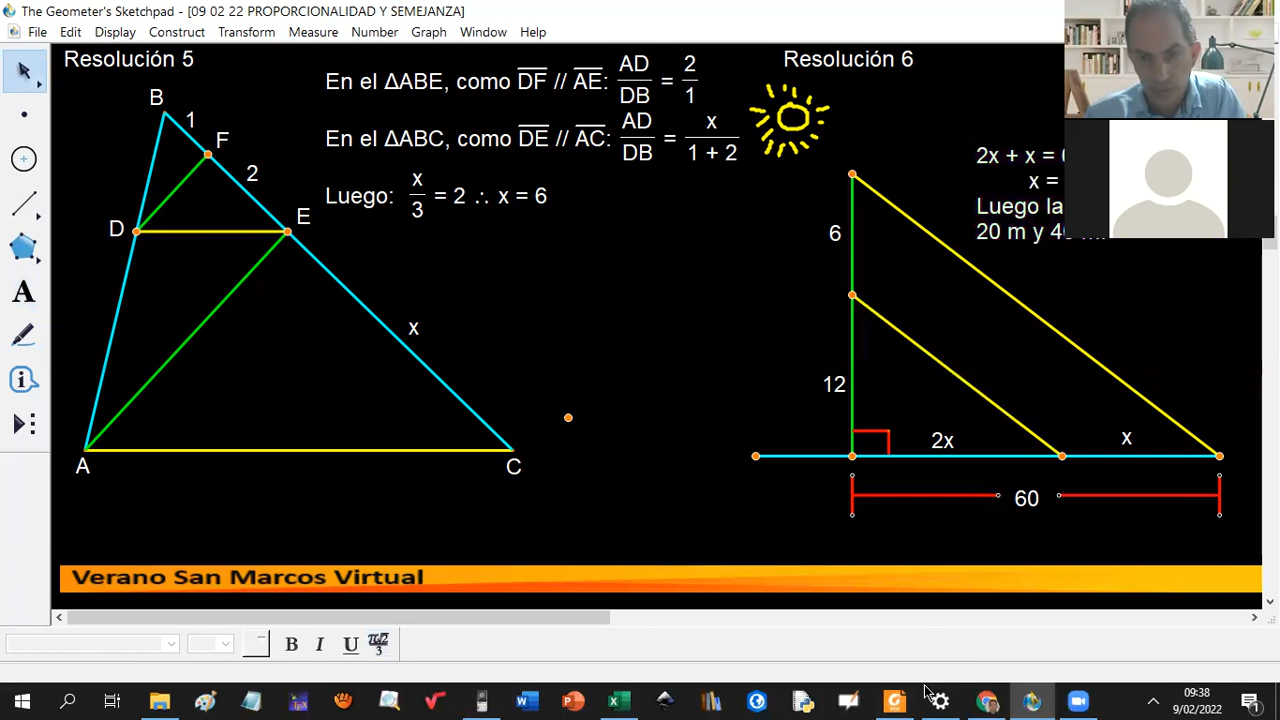 The Geometer's Sketchpad - [09 02 22 PROPORCIONALIDAD Y SEMEJANZA]
File Edit Display Construct Transform Measure Number Graph Window Help
Resolución 5
En el ΔABE, como DF // AE: AD/DB = 2/1
En el ΔABC, como DE // AC: AD/DB = x/(1 + 2)
Luego: x/3 = 2 ∴ x = 6
B
1
F
2
D
E
x
A
C
Resolución 6
2x + x =
x =
Luego la
20 m y
6
12
2x
x
60
Verano San Marcos Virtual
B I U
09:38
9/02/2022